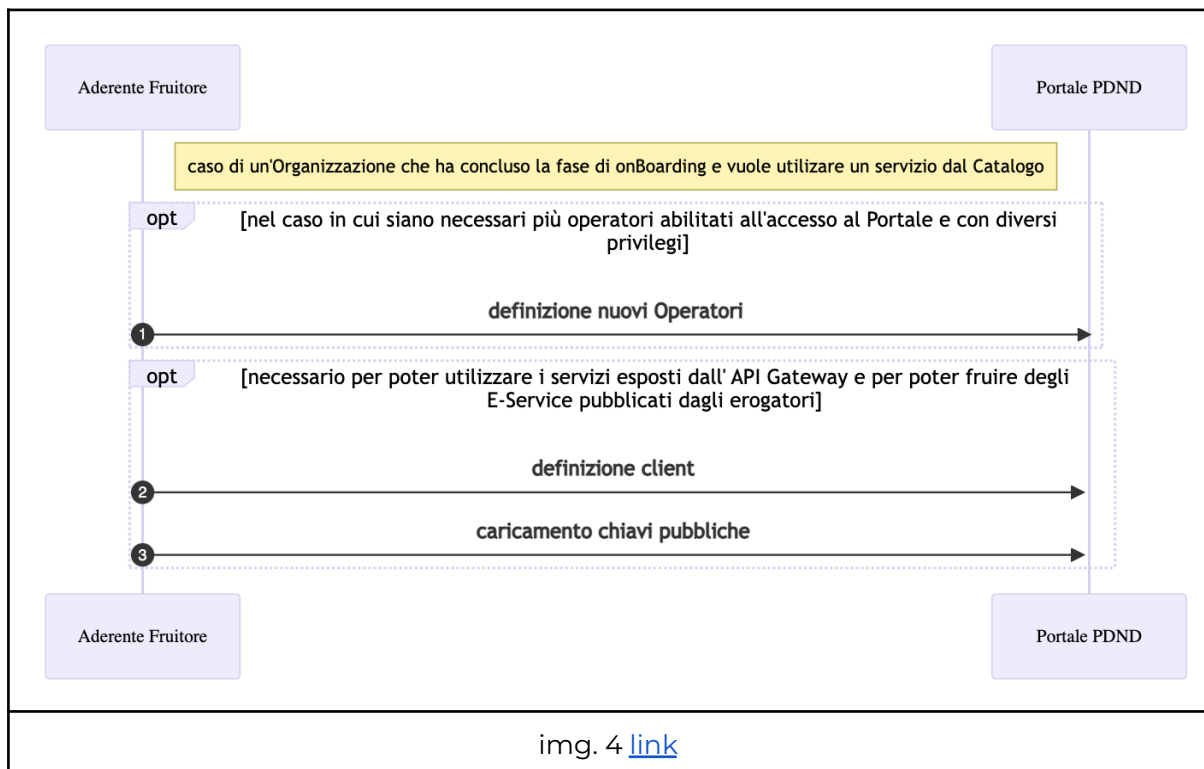 Aderente Fruitore
Portale PDND
caso di un'Organizzazione che ha concluso la fase di onBoarding e vuole utilizare un servizio dal Catalogo
opt
[nel caso in cui siano necessari più operatori abilitati all'accesso al Portale e con diversi
privilegi]
definizione nuovi Operatori
1
opt
[necessario per poter utilizzare i servizi esposti dall' API Gateway e per poter fruire degli
E-Service pubblicati dagli erogatori]
definizione client
2
caricamento chiavi pubbliche
3
Aderente Fruitore
Portale PDND
img. 4 link